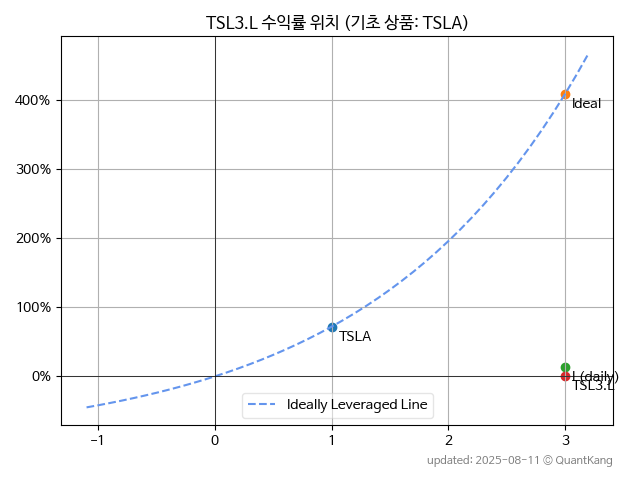 TSL3.L 수익률 위치 (기초 상품: TSLA)
400%
300%
200%
100%
0%
Ideal
TSLA
L(daily)
TSL3.L
Ideally Leveraged Line
−1
0
1
2
3
updated: 2025-08-11 © QuantKang